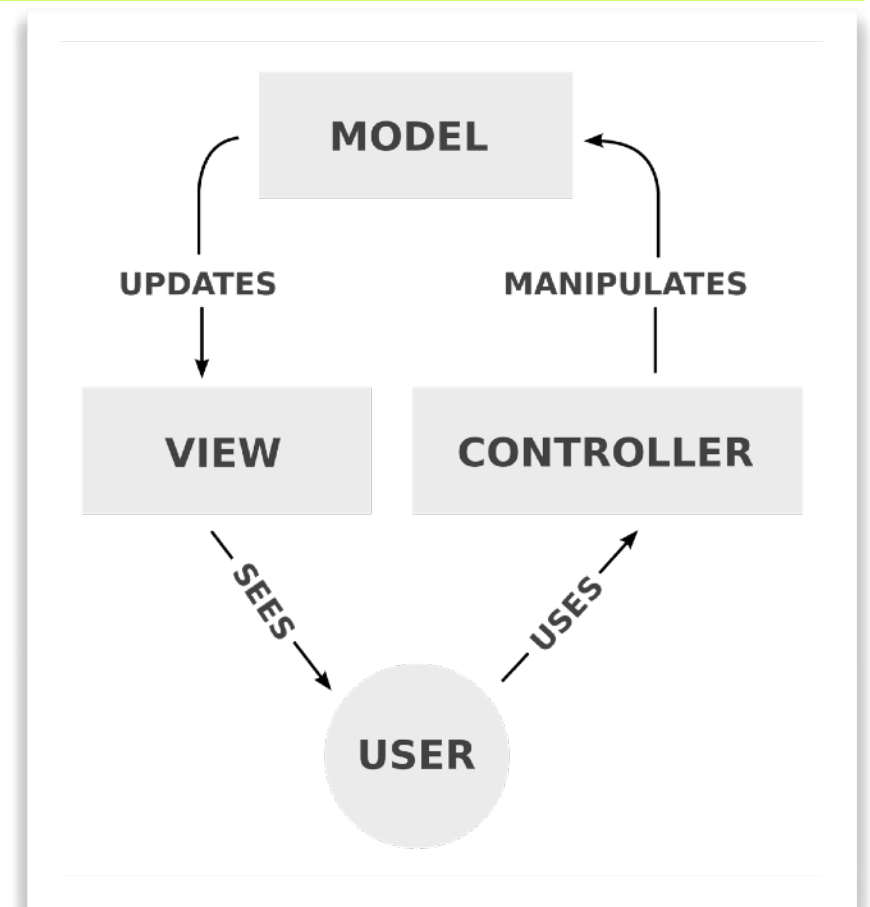 MODEL
UPDATES
MANIPULATES
VIEW
CONTROLLER
SEES
USES
USER